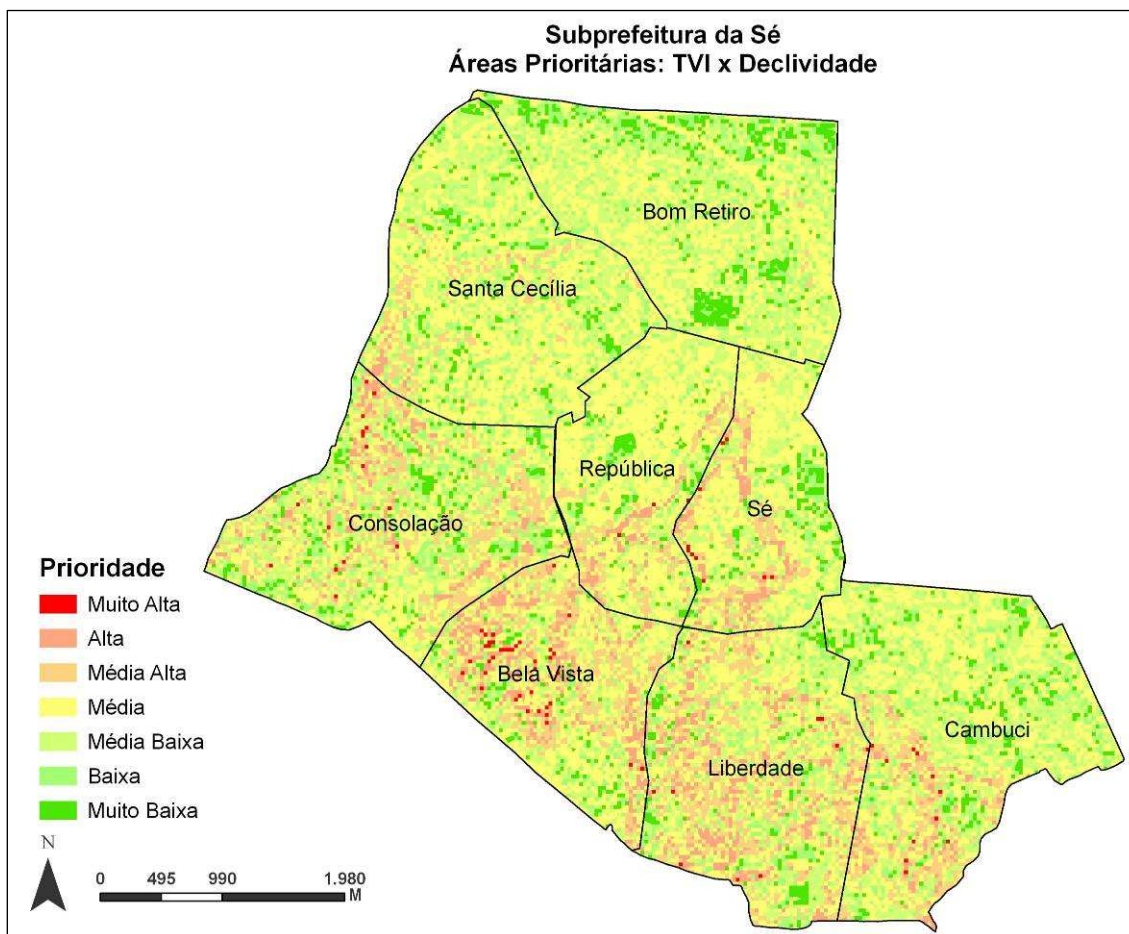 Subprefeitura da Sé
Áreas Prioritárias: TVI x Declividade
Bom Retiro
Santa Cecília
República
Sé
Consolação
Bela Vista
Cambuci
Liberdade
Prioridade
Muito Alta
Alta
Média Alta
Média
Média Baixa
Baixa
Muito Baixa
N
0 495 990 1.980
M